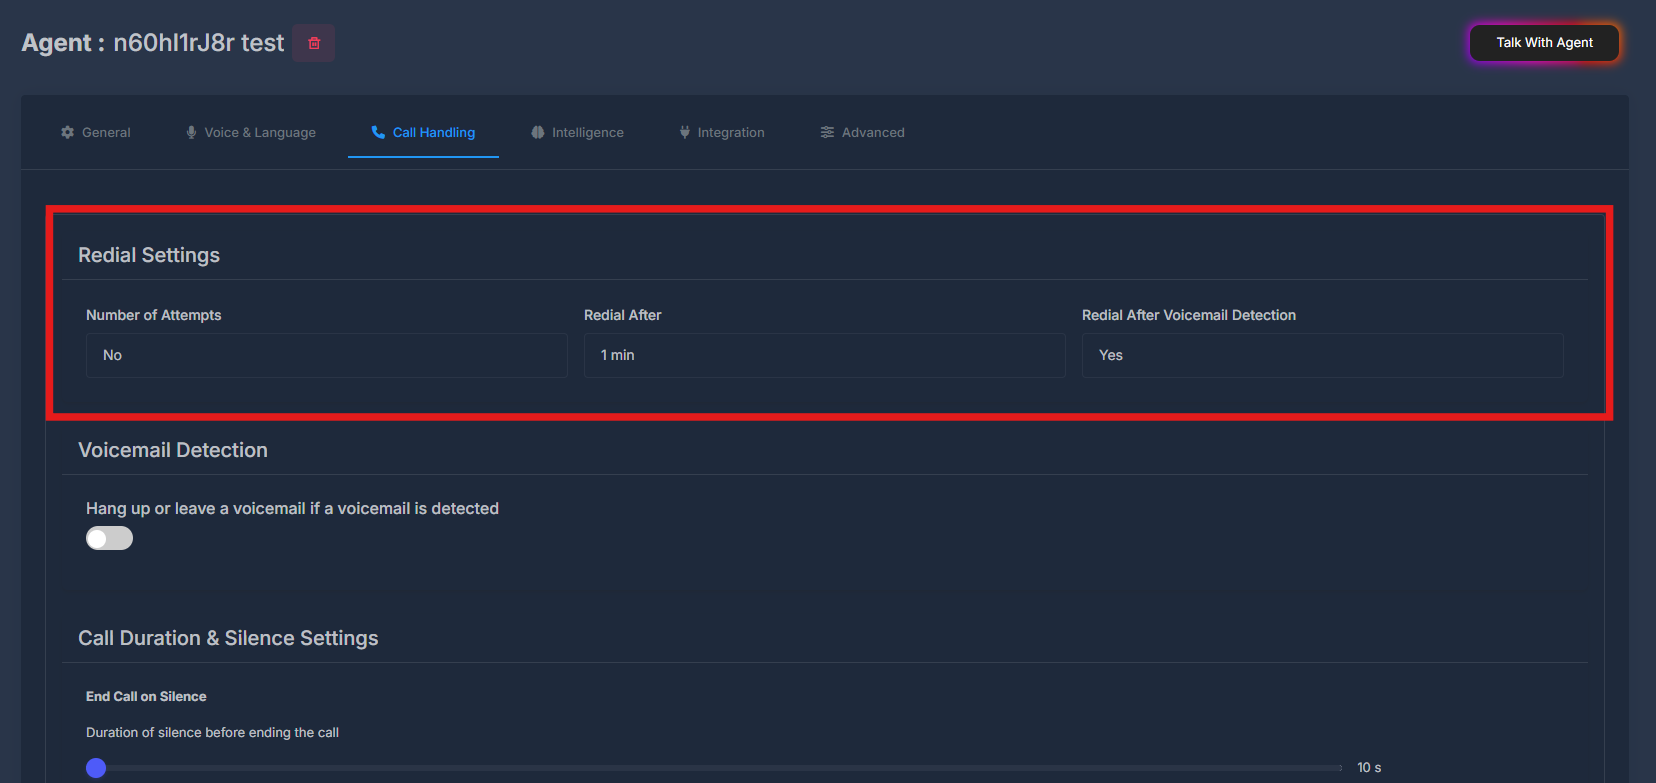 Agent : n60hI1rJ8r test
Talk With Agent
General
Voice & Language
Call Handling
Intelligence
Integration
Advanced
Redial Settings
Number of Attempts
Redial After
Redial After Voicemail Detection
No
1 min
Yes
Voicemail Detection
Hang up or leave a voicemail if a voicemail is detected
Call Duration & Silence Settings
End Call on Silence
Duration of silence before ending the call
10 s